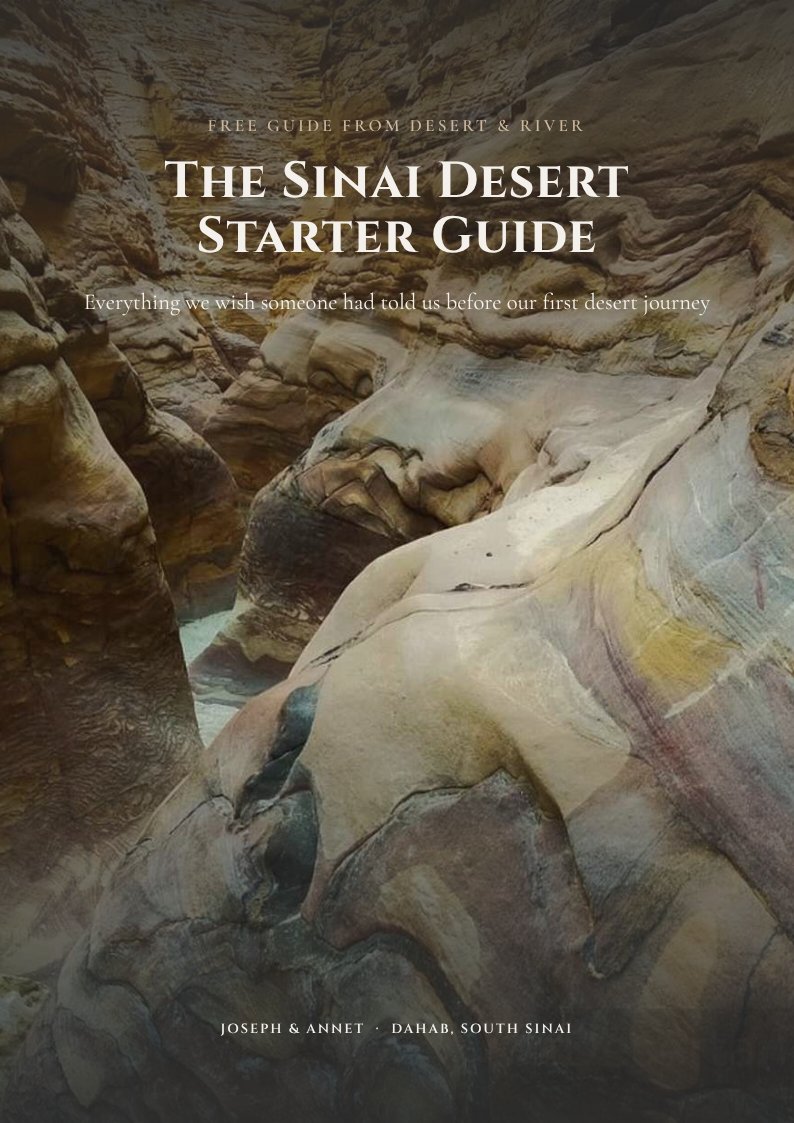 FREE GUIDE FROM DESERT & RIVER
THE SINAI DESERT
STARTER GUIDE
Everything we wish someone had told us before our first desert journey
JOSEPH & ANNET · DAHAB, SOUTH SINAI